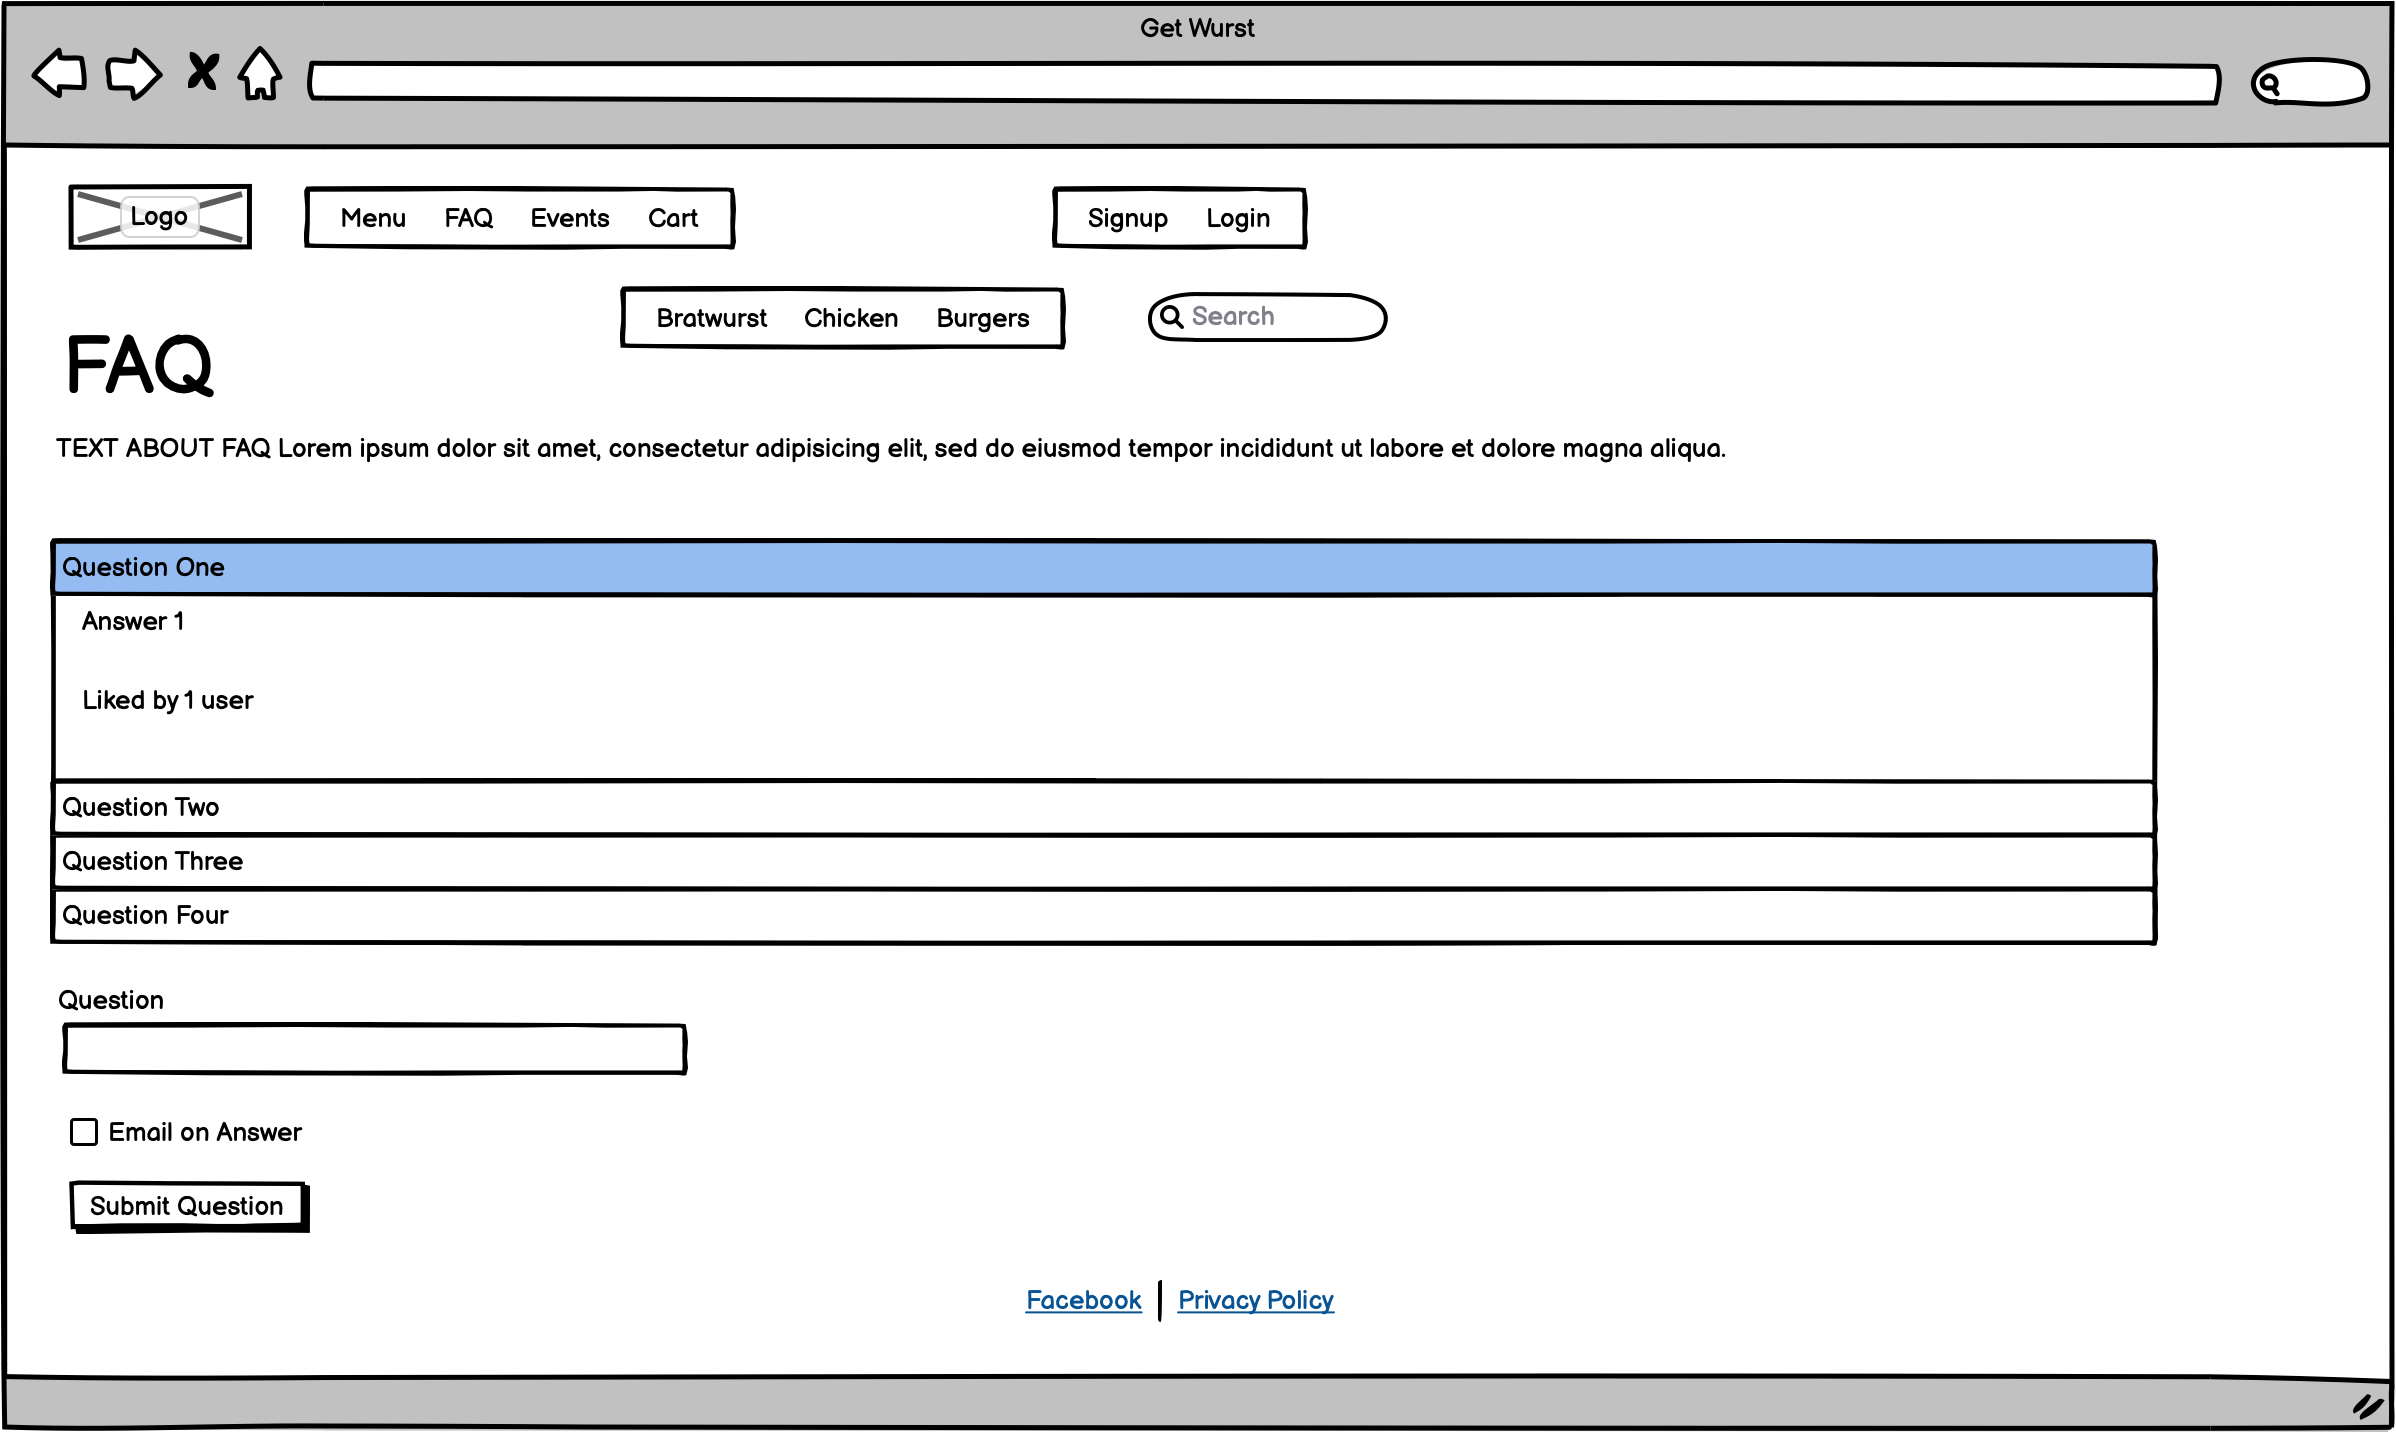 Get Wurst
Logo
Menu FAQ Events Cart
Signup Login
Bratwurst Chicken Burgers
Search
FAQ
TEXT ABOUT FAQ Lorem ipsum dolor sit amet, consectetur adipisicing elit, sed do eiusmod tempor incididunt ut labore et dolore magna aliqua.
Question One
Answer 1
Liked by 1 user
Question Two
Question Three
Question Four
Question
Email on Answer
Submit Question
Facebook Privacy Policy